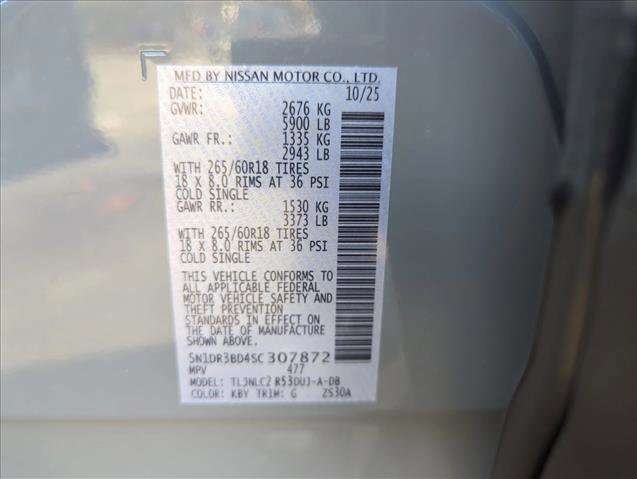 MFD BY NISSAN MOTOR CO., LTD.
DATE: 10/25
GVWR: 2676 KG
5900 LB
GAWR FR.: 1335 KG
2943 LB
WITH 265/60R18 TIRES
18 X 8.0 RIMS AT 36 PSI
COLD SINGLE
GAWR RR.: 1530 KG
3373 LB
WITH 265/60R18 TIRES
18 X 8.0 RIMS AT 36 PSI
COLD SINGLE
THIS VEHICLE CONFORMS TO
ALL APPLICABLE FEDERAL
MOTOR VEHICLE SAFETY AND
THEFT PREVENTION
STANDARDS IN EFFECT ON
THE DATE OF MANUFACTURE
SHOWN ABOVE.
5N1DR3BD4SC307872
MPV 477
MODEL: TLJNLC2 R53DUJ-A-DB
COLOR: KBY TRIM: G ZS30A